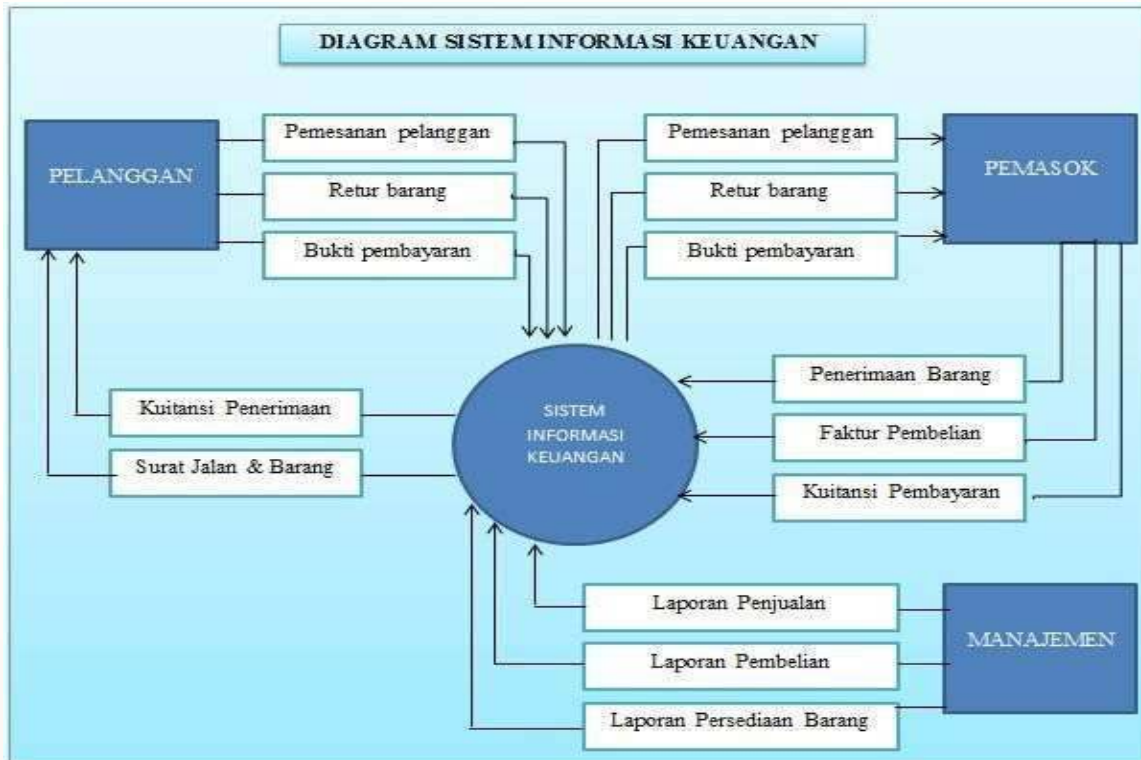 DIAGRAM SISTEM INFORMASI KEUANGAN
PELANGGAN
Pemesanan pelanggan
Retur barang
Bukti pembayaran
Pemesanan pelanggan
Retur barang
Bukti pembayaran
PEMASOK
Kuitansi Penerimaan
Surat Jalan & Barang
SISTEM
INFORMASI
KEUANGAN
Penerimaan Barang
Faktur Pembelian
Kuitansi Pembayaran
Laporan Penjualan
Laporan Pembelian
Laporan Persediaan Barang
MANAJEMEN